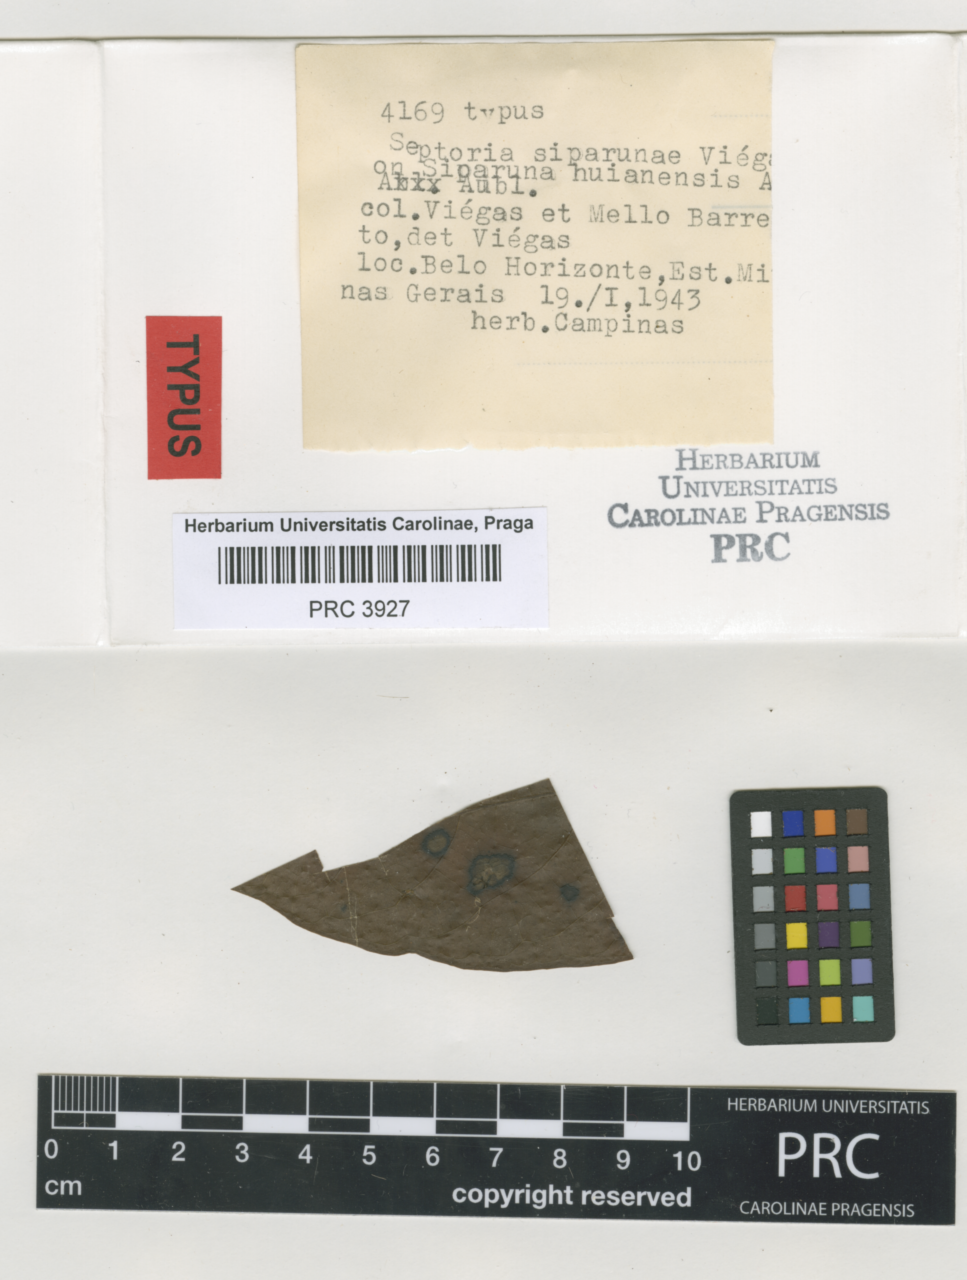 4169 typus
Septoria siparunae Viéga
on Siparuna huianensis A
Aubl.
col.Viégas et Mello Barre
to,det Viégas
loc.Belo Horizonte,Est.Mi
nas Gerais 19./I,1943
herb.Campinas
TYPUS
HERBARIUM
UNIVERSITATIS
CAROLINAE PRAGENSIS
PRC
Herbarium Universitatis Carolinae, Praga
PRC 3927
0 1 2 3 4 5 6 7 8 9 10
cm
copyright reserved
HERBARIUM UNIVERSITATIS
PRC
CAROLINAE PRAGENSIS